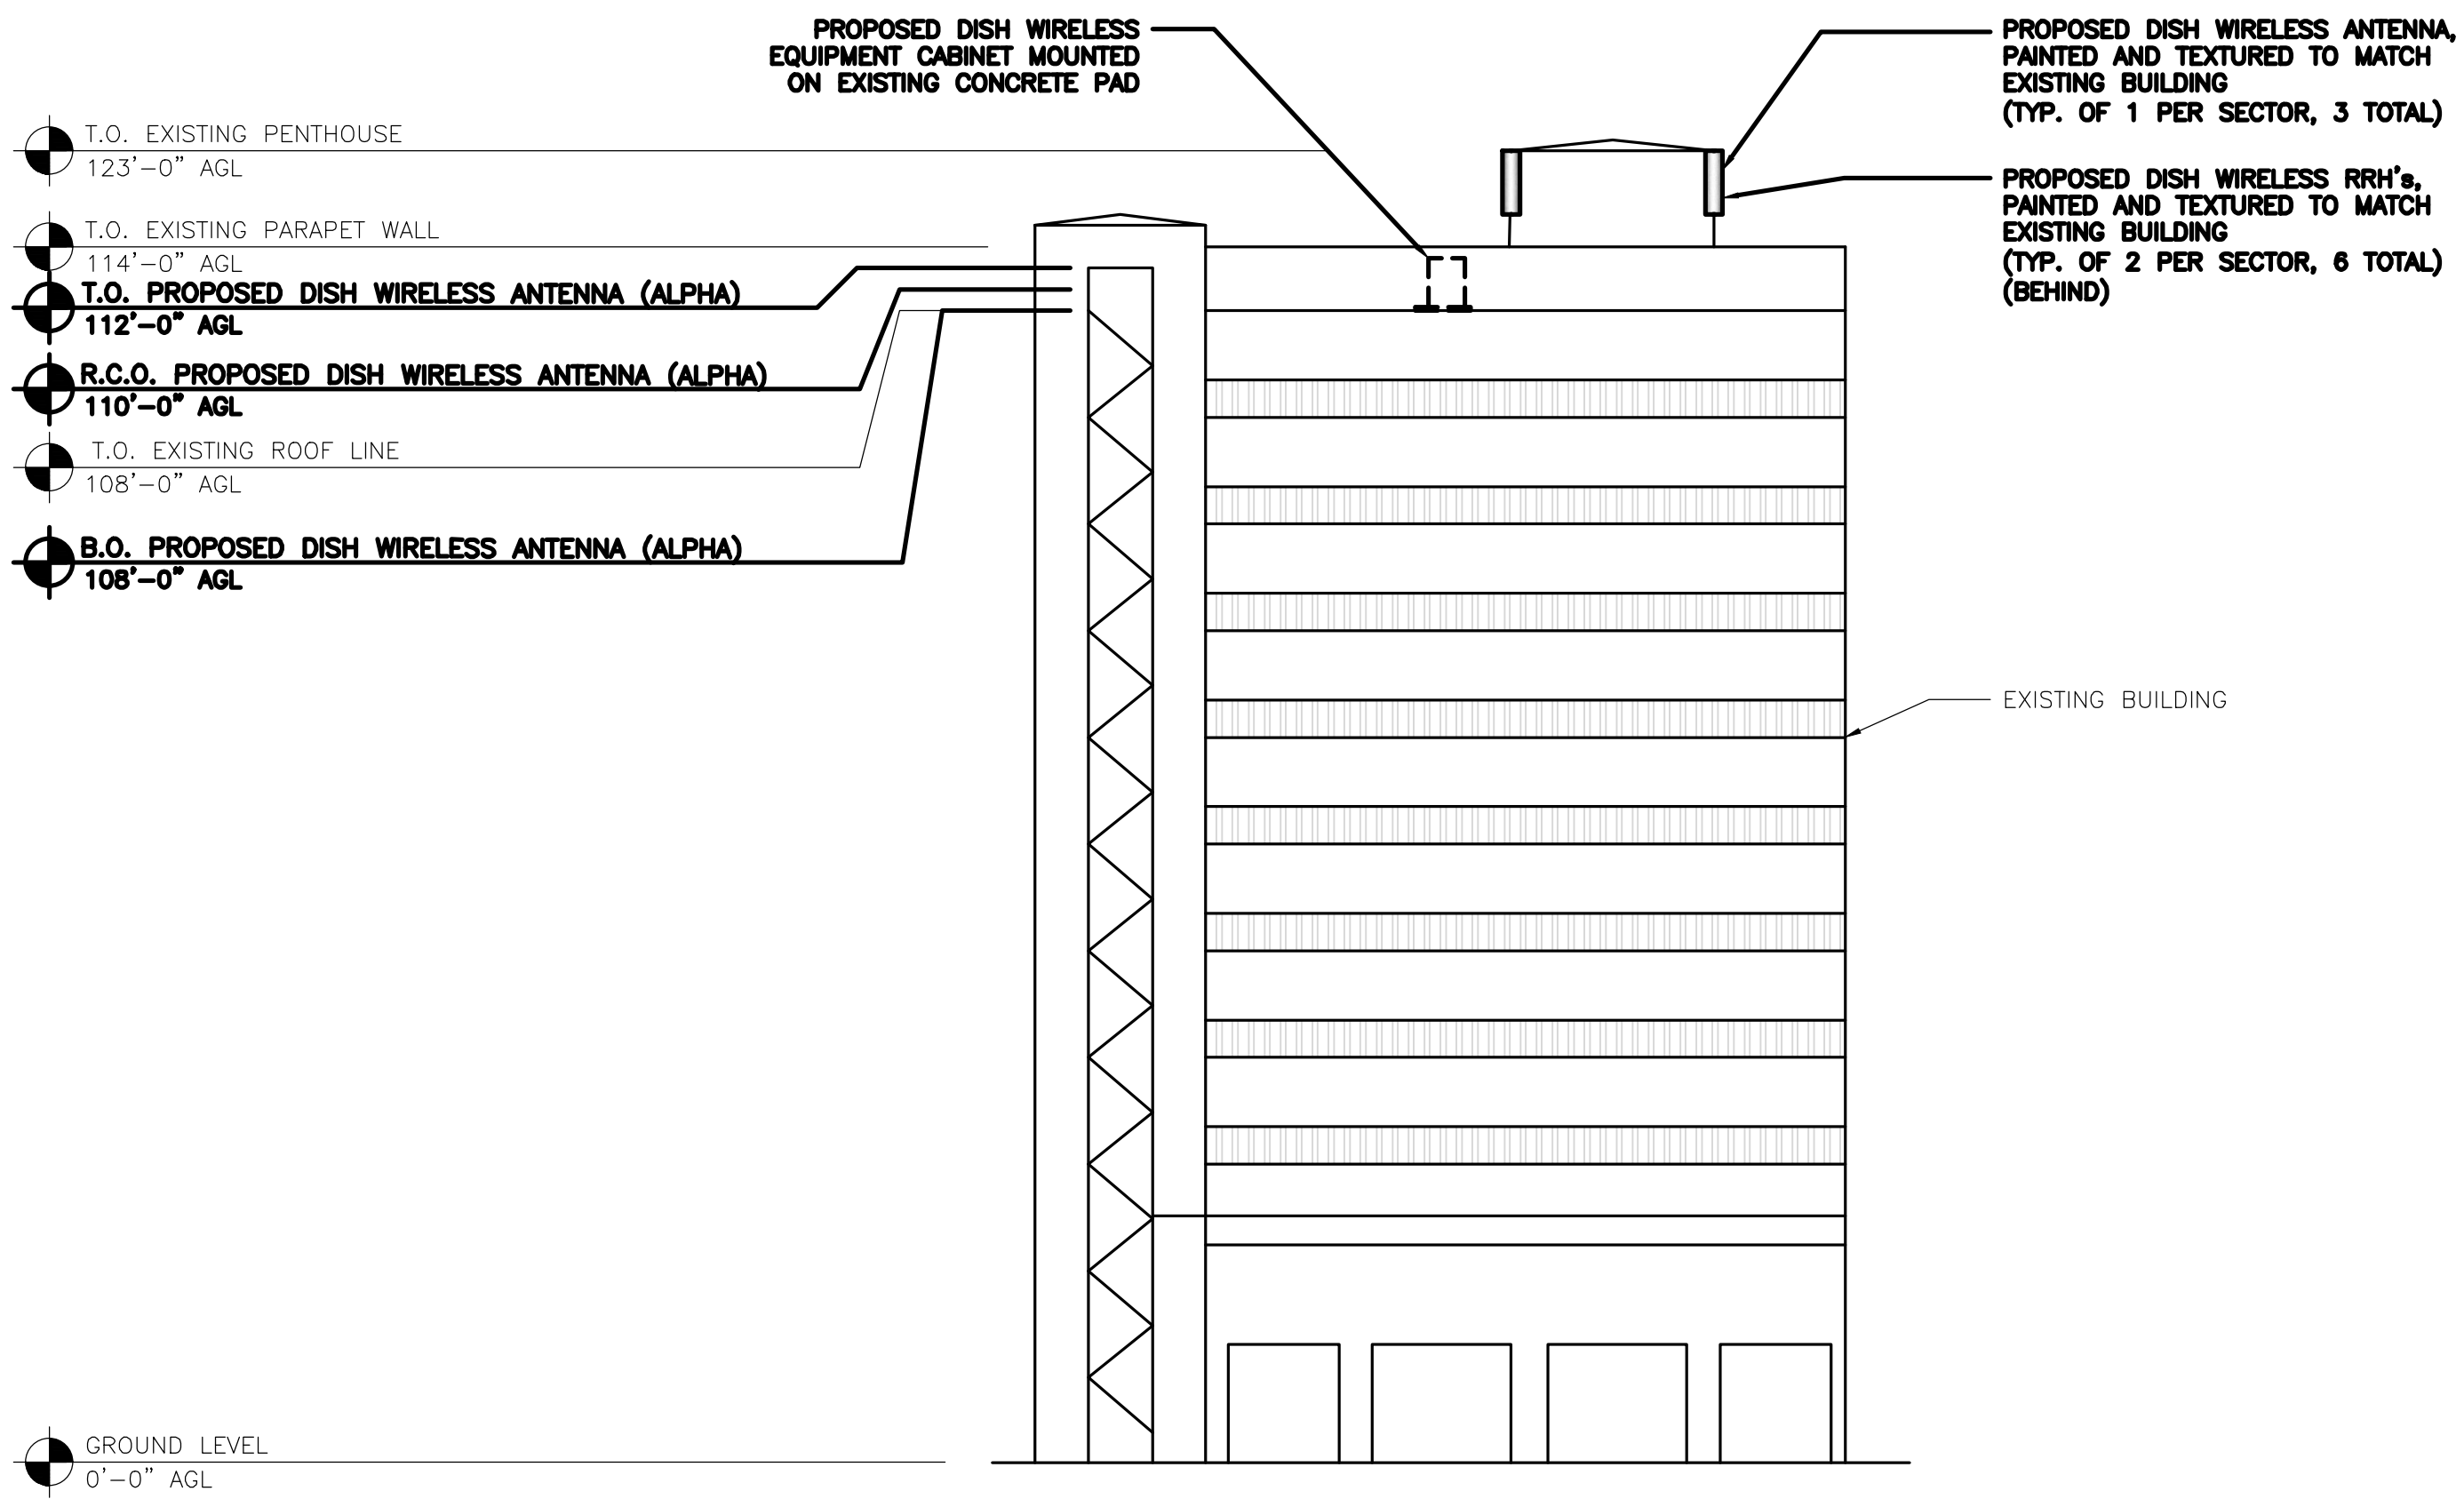 PROPOSED DISH WIRELESS
EQUIPMENT CABINET MOUNTED
ON EXISTING CONCRETE PAD
PROPOSED DISH WIRELESS ANTENNA,
PAINTED AND TEXTURED TO MATCH
EXISTING BUILDING
(TYP. OF 1 PER SECTOR, 3 TOTAL)
PROPOSED DISH WIRELESS RRH's,
PAINTED AND TEXTURED TO MATCH
EXISTING BUILDING
(TYP. OF 2 PER SECTOR, 6 TOTAL)
(BEHIND)
T.O. EXISTING PENTHOUSE
123'-0" AGL
T.O. EXISTING PARAPET WALL
114'-0" AGL
T.O. PROPOSED DISH WIRELESS ANTENNA (ALPHA)
112'-0" AGL
R.C.O. PROPOSED DISH WIRELESS ANTENNA (ALPHA)
110'-0" AGL
T.O. EXISTING ROOF LINE
108'-0" AGL
B.O. PROPOSED DISH WIRELESS ANTENNA (ALPHA)
108'-0" AGL
EXISTING BUILDING
GROUND LEVEL
0'-0" AGL